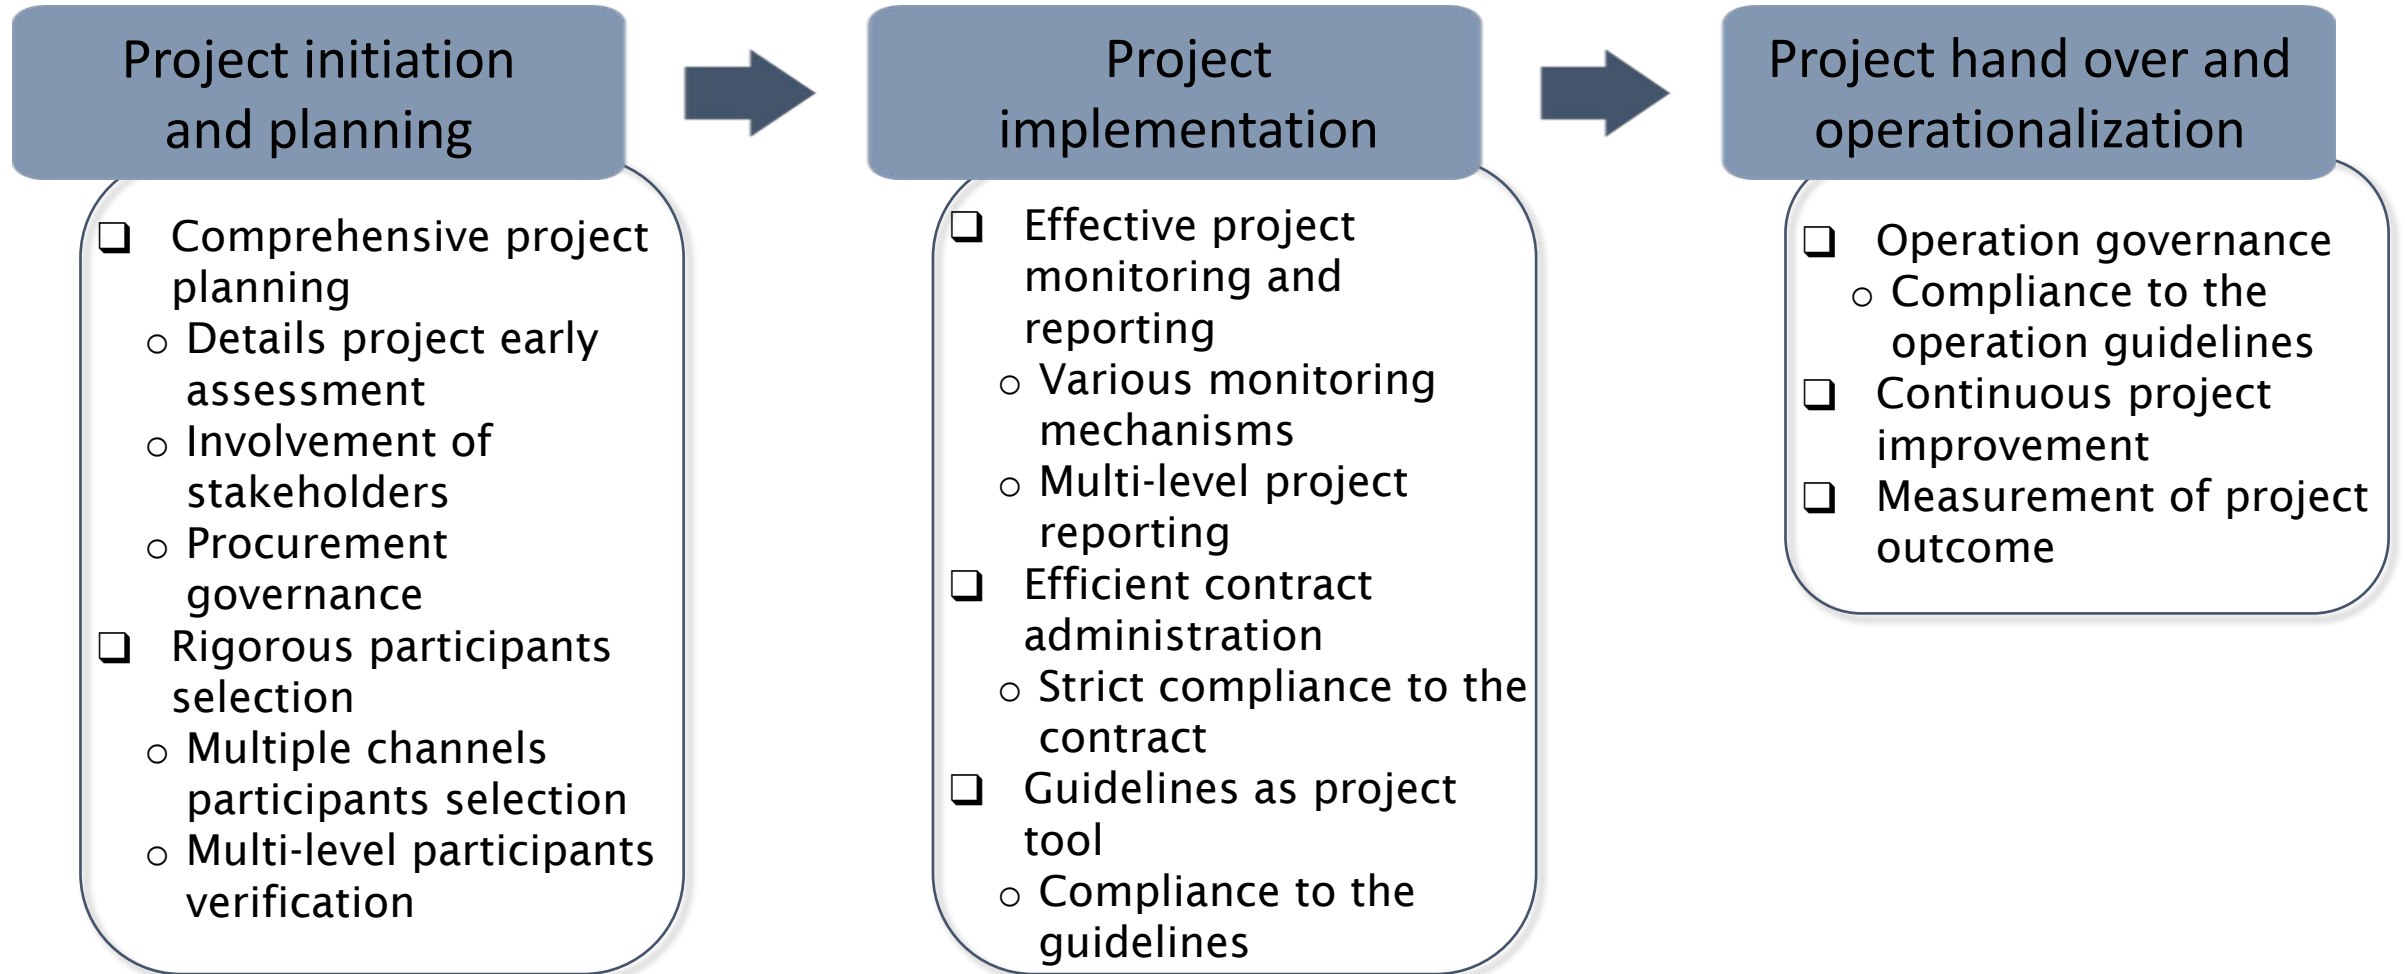 Project initiation
and planning
❑ Comprehensive project
planning
o Details project early
assessment
o Involvement of
stakeholders
o Procurement
governance
❑ Rigorous participants
selection
o Multiple channels
participants selection
o Multi-level participants
verification
Project
implementation
❑ Effective project
monitoring and
reporting
o Various monitoring
mechanisms
o Multi-level project
reporting
❑ Efficient contract
administration
o Strict compliance to the
contract
❑ Guidelines as project
tool
o Compliance to the
guidelines
Project hand over and
operationalization
❑ Operation governance
o Compliance to the
operation guidelines
❑ Continuous project
improvement
❑ Measurement of project
outcome